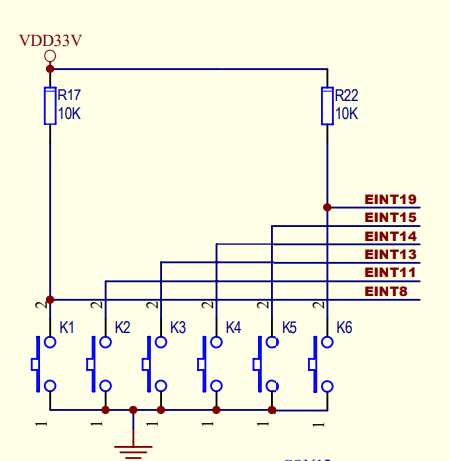 VDD33V
R17
10K
R22
10K
EINT19
EINT15
EINT14
EINT13
EINT11
EINT8
2 2 2 2 2 2
K1 K2 K3 K4 K5 K6
1 1 1 1 1 1